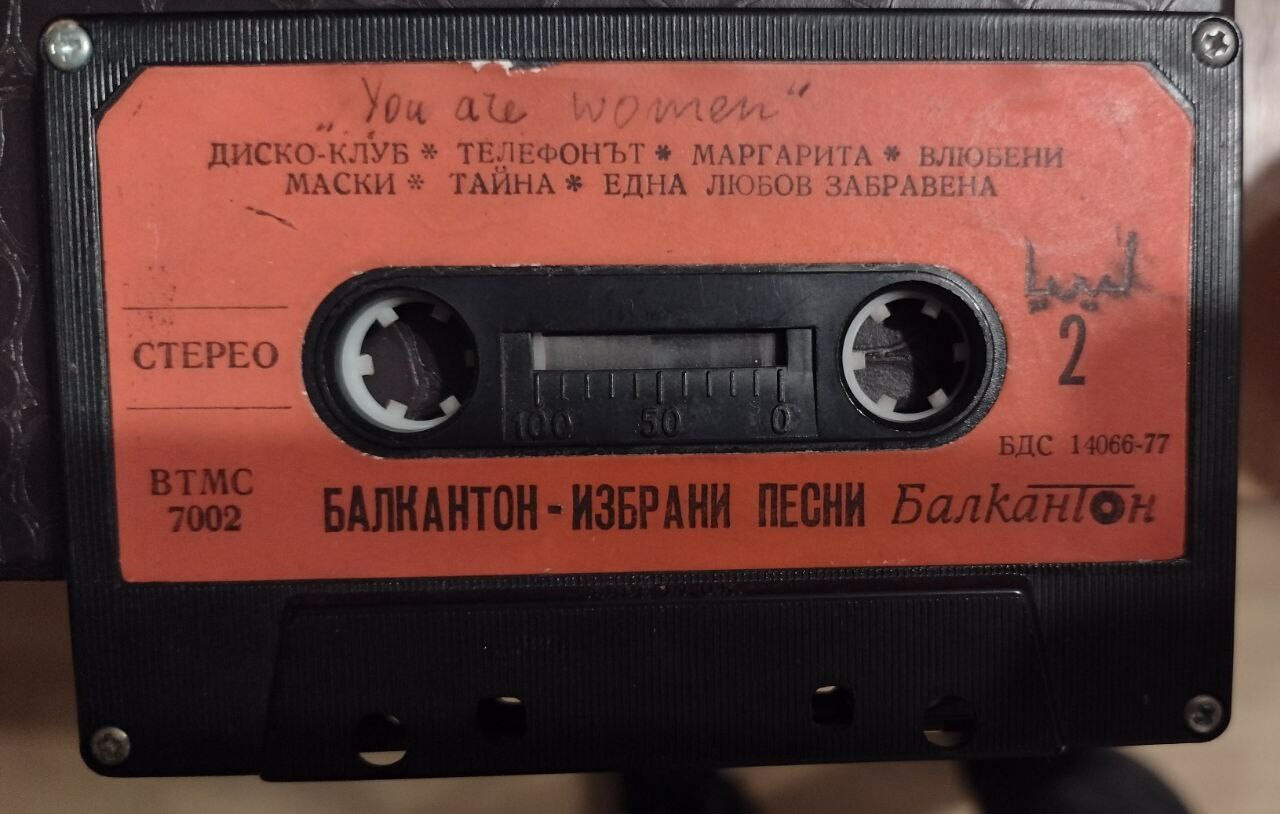 „You are women“
ДИСКО-КЛУБ * ТЕЛЕФОНЪТ * МАРГАРИТА * ВЛЮБЕНИ
МАСКИ * ТАЙНА * ЕДНА ЛЮБОВ ЗАБРАВЕНА
СТЕРЕО
2
100 50 0
БДС 14066-77
ВТМС
7002
БАЛКАНТОН - ИЗБРАНИ ПЕСНИ
Балкантон